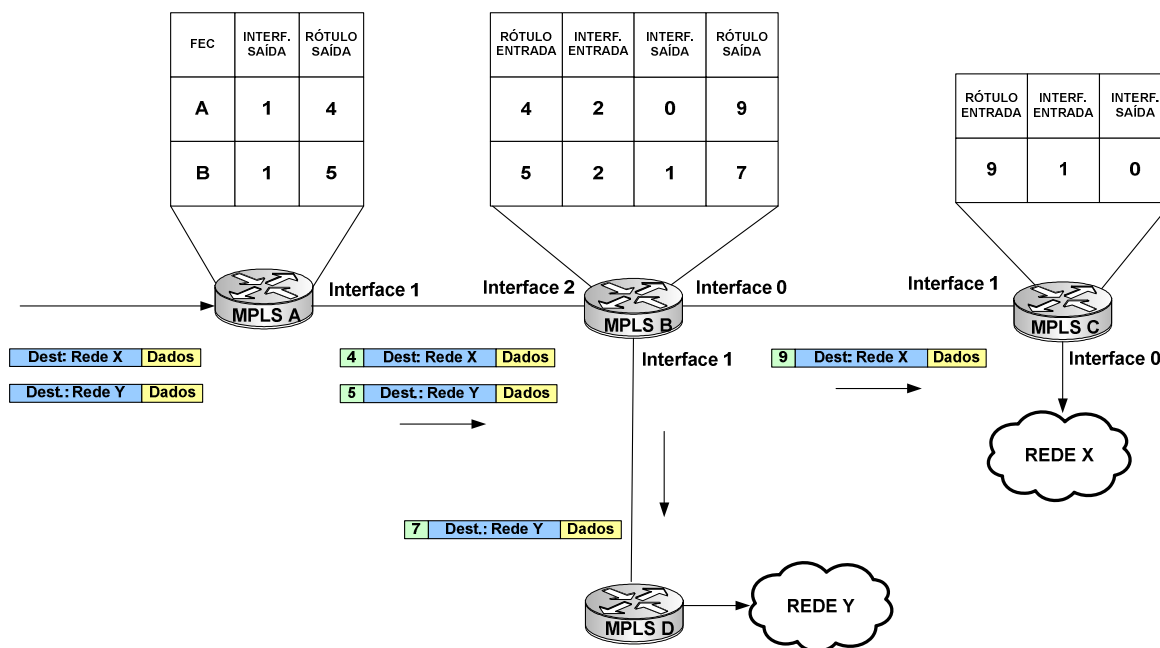 FEC
INTERF.
SAÍDA
RÓTULO
SAÍDA
A 1 4
B 1 5
RÓTULO
ENTRADA
INTERF.
ENTRADA
INTERF.
SAÍDA
RÓTULO
SAÍDA
4 2 0 9
5 2 1 7
RÓTULO
ENTRADA
INTERF.
ENTRADA
INTERF.
SAÍDA
9 1 0
MPLS A
Interface 1
Interface 2
MPLS B
Interface 0
Interface 1
MPLS C
Interface 1
Interface 0
Dest: Rede X Dados
Dest.: Rede Y Dados
4 Dest: Rede X Dados
5 Dest.: Rede Y Dados
9 Dest: Rede X Dados
REDE X
7 Dest.: Rede Y Dados
MPLS D
REDE Y